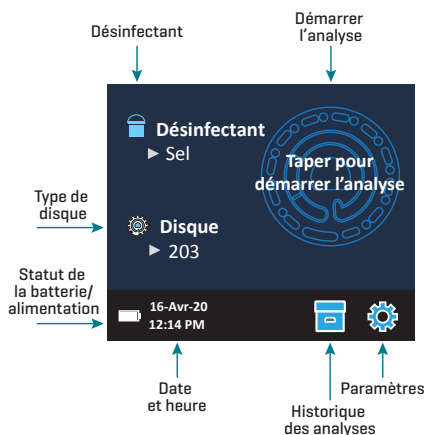 Désinfectant
Démarrer
l'analyse
Désinfectant
► Sel
Taper pour
démarrer l'analyse
Type de
disque
Disque
► 203
Statut de
la batterie/
alimentation
16-Avr-20
12:14 PM
Date
et heure
Historique
des analyses
Paramètres